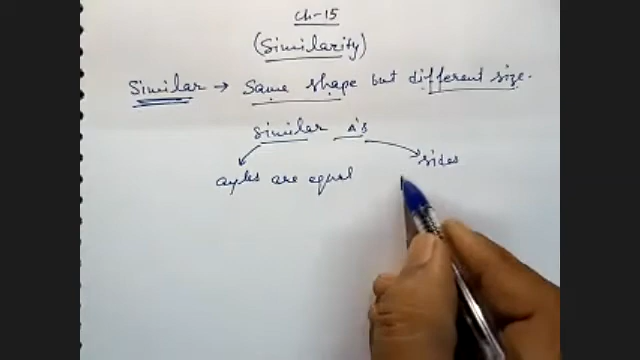 Ch-15
(Similarity)
Similar → Same shape but different size.
Similar Δ's
sides
angles are equal